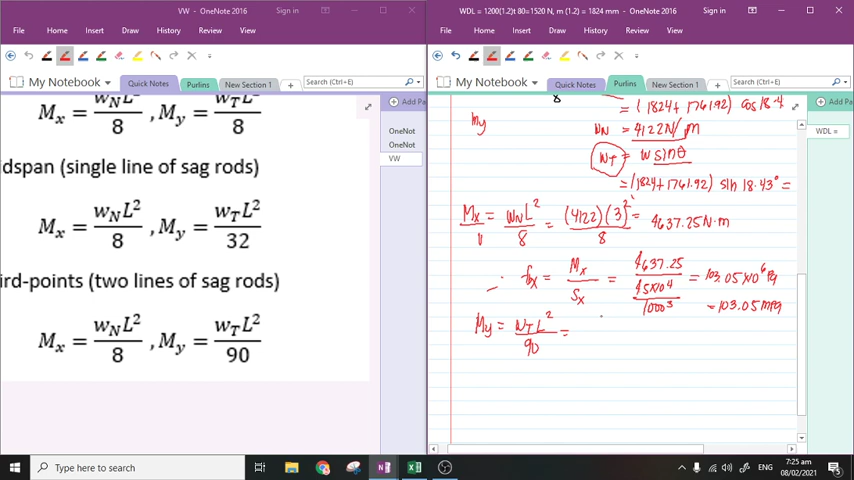 VW - OneNote 2016
Sign in
File Home Insert Draw History Review View
My Notebook
Quick Notes Purlins New Section 1 +
Search (Ctrl+E)
Add Pa
OneNot
OneNot
VW
Mx = wNL² / 8 , My = wTL² / 8
idspan (single line of sag rods)
Mx = wNL² / 8 , My = wTL² / 32
ird-points (two lines of sag rods)
Mx = wNL² / 8 , My = wTL² / 90
WDL = 1200(1.2)t 80=1520 N, m (1.2) = 1824 mm - OneNote 2016
Sign in
File Home Insert Draw History Review View
My Notebook
Quick Notes Purlins New Section 1 +
Search (Ctrl+E)
Add Pa
WDL =
8
= (1824 + 1761.92) cos 18.4
My
WN = 4122 N/m
WT = w sinθ
= (1824 + 1761.92) sin 18.43° =
Mx = WNL² / 8 = (4122)(3)² / 8 = 4637.25 N·m
∴ fbx = Mx / Sx = 4637.25 / (45x10⁴ / 1000³) = 103.05 x10⁶ Pa
= 103.05 MPa
My = WTL² / 90 =
Type here to search
ENG
7:25 am
08/02/2021